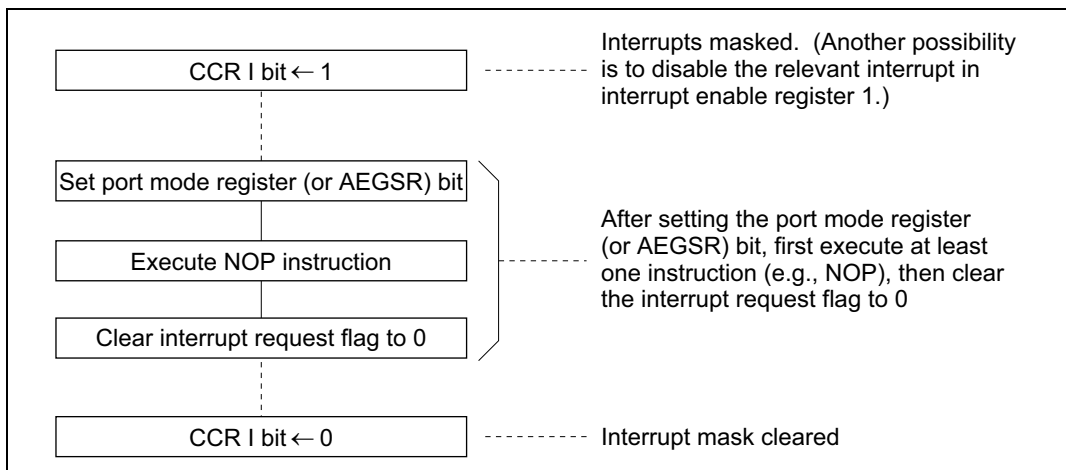 CCR I bit ← 1
Interrupts masked. (Another possibility
is to disable the relevant interrupt in
interrupt enable register 1.)
Set port mode register (or AEGSR) bit
Execute NOP instruction
Clear interrupt request flag to 0
After setting the port mode register
(or AEGSR) bit, first execute at least
one instruction (e.g., NOP), then clear
the interrupt request flag to 0
CCR I bit ← 0
Interrupt mask cleared